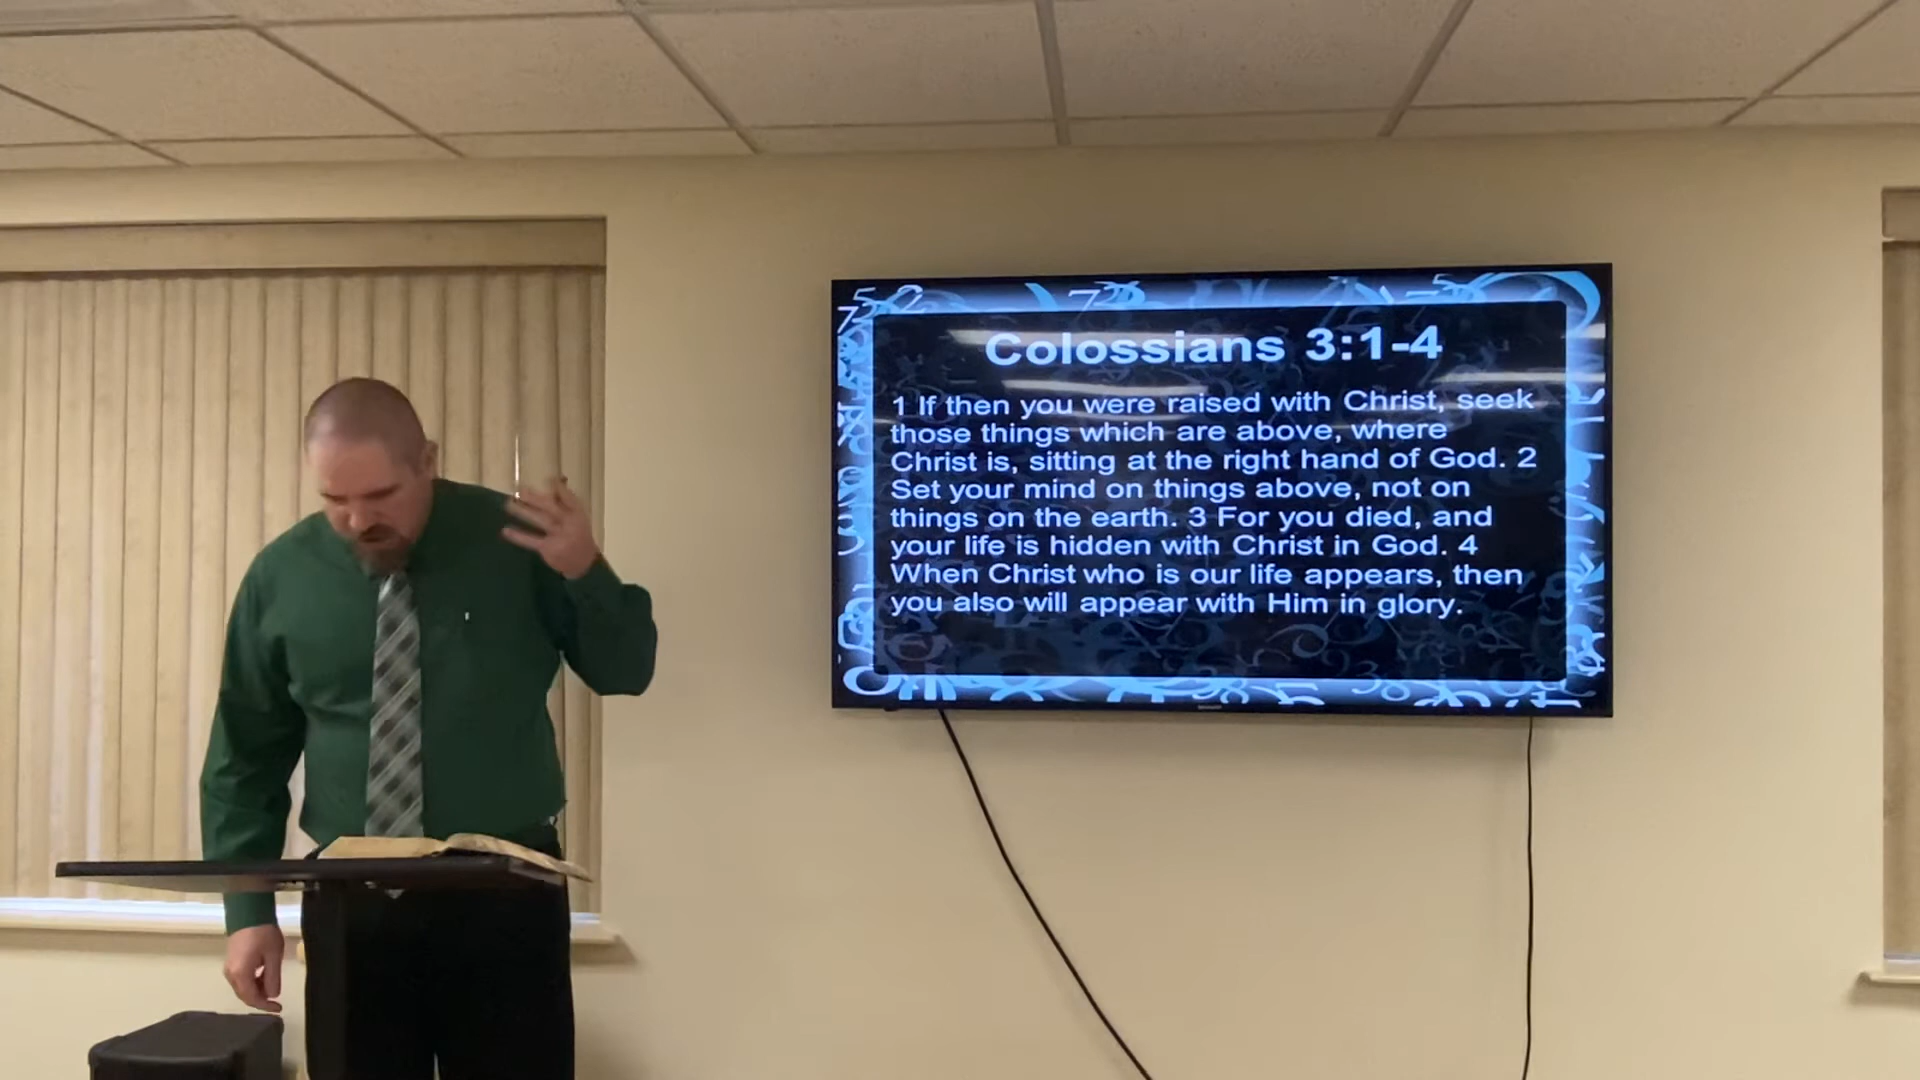 Colossians 3:1-4
1 If then you were raised with Christ, seek
those things which are above, where
Christ is, sitting at the right hand of God. 2
Set your mind on things above, not on
things on the earth. 3 For you died, and
your life is hidden with Christ in God. 4
When Christ who is our life appears, then
you also will appear with Him in glory.